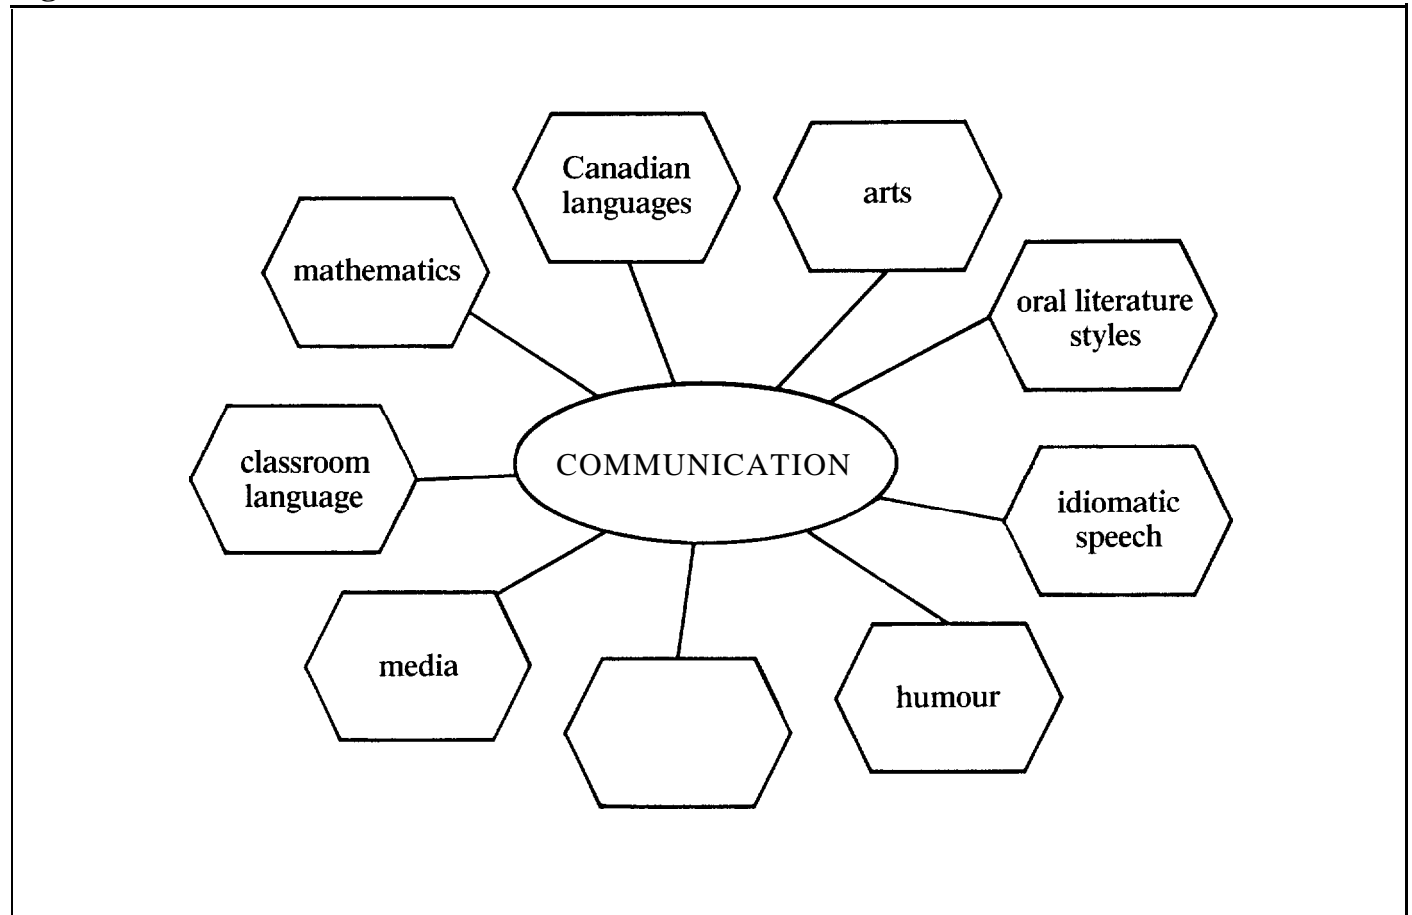 Canadian
languages
arts
mathematics
oral literature
styles
classroom
language
COMMUNICATION
idiomatic
speech
media
humour